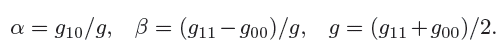 α = g₁₀/g, β = (g₁₁−g₀₀)/g, g = (g₁₁+g₀₀)/2.